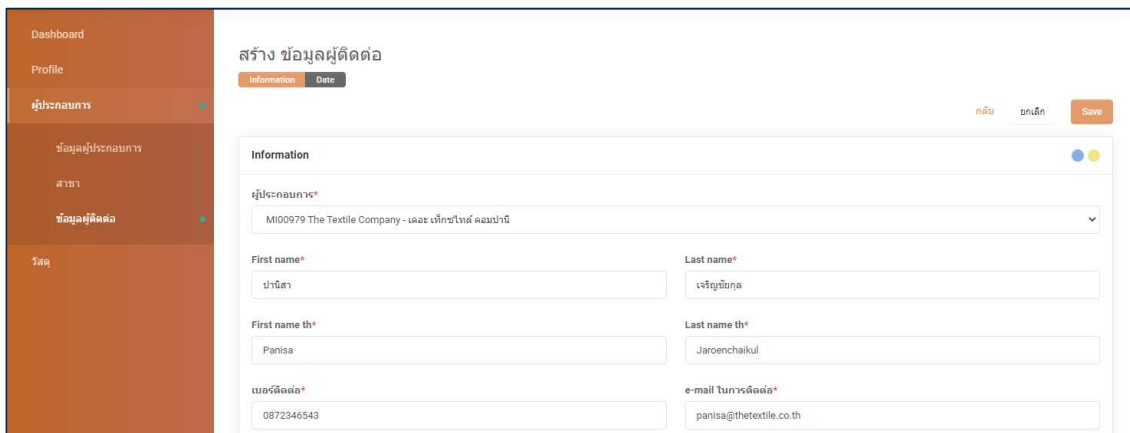 Dashboard
Profile
ผู้ประกอบการ
ข้อมูลผู้ประกอบการ
สาขา
ข้อมูลผู้ติดต่อ
วัสดุ
สร้าง ข้อมูลผู้ติดต่อ
Information Date
กลับ ยกเลิก Save
Information
ผู้ประกอบการ*
MI00979 The Textile Company - เดอะ เท็กซ์ไทล์ คอมปานี
First name* Last name*
ปานิสา เจริญชัยกุล
First name th* Last name th*
Panisa Jaroenchaikul
เบอร์ติดต่อ* e-mail ในการติดต่อ*
0872346543 panisa@thetextile.co.th